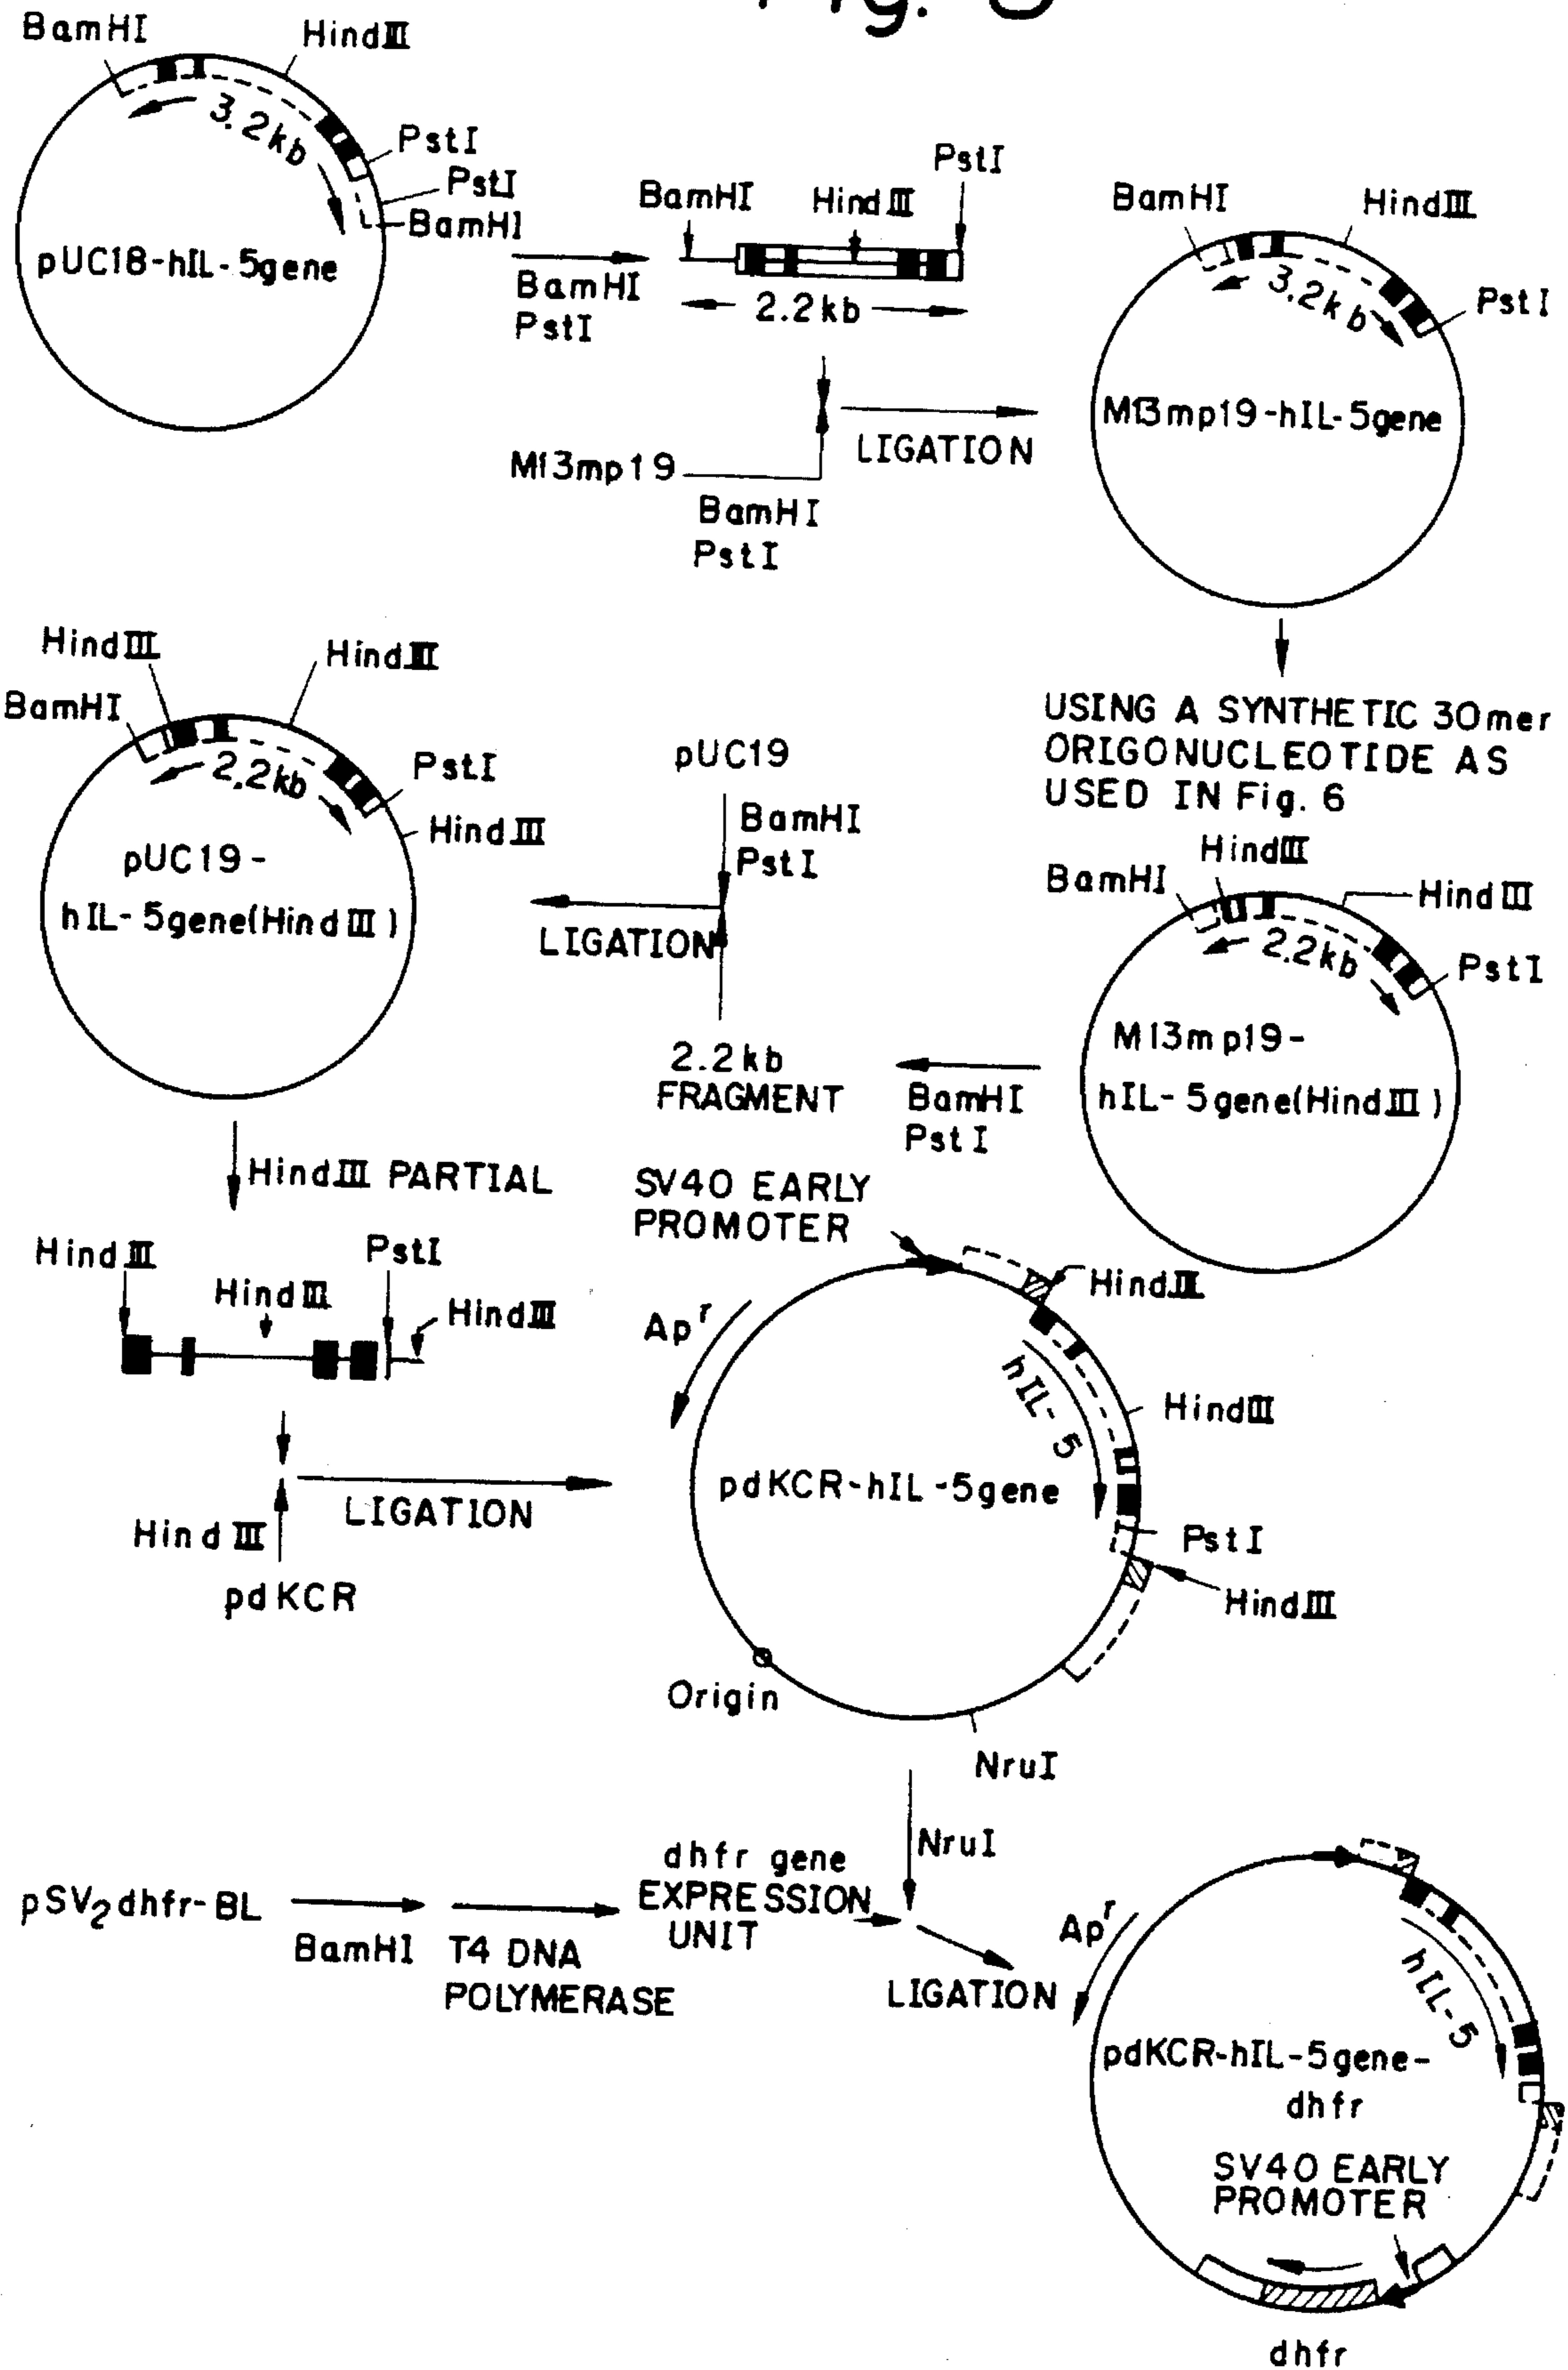 BamHI
HindIII
3.2kb
PstI
PstI
BamHI
pUC18-hIL-5gene
BamHI
PstI
BamHI
HindIII
PstI
2.2kb
M13mp19
BamHI
PstI
LIGATION
BamHI
HindIII
3.2kb
PstI
M13mp19-hIL-5gene
USING A SYNTHETIC 30mer
ORIGONUCLEOTIDE AS
USED IN Fig. 6
HindIII
BamHI
HindIII
2.2kb
PstI
M13mp19-
hIL-5gene(HindIII)
BamHI
PstI
2.2kb
FRAGMENT
pUC19
BamHI
PstI
LIGATION
HindIII
HindIII
BamHI
2.2kb
PstI
HindIII
pUC19-
hIL-5gene(HindIII)
HindIII PARTIAL
HindIII
PstI
HindIII
HindIII
HindIII
pdKCR
LIGATION
SV40 EARLY
PROMOTER
HindIII
Apr
hIL-5
HindIII
pdKCR-hIL-5gene
PstI
HindIII
Origin
NruI
NruI
pSV2dhfr-BL
BamHI
T4 DNA
POLYMERASE
dhfr gene
EXPRESSION
UNIT
LIGATION
Apr
hIL-5
pdKCR-hIL-5gene-
dhfr
SV40 EARLY
PROMOTER
dhfr